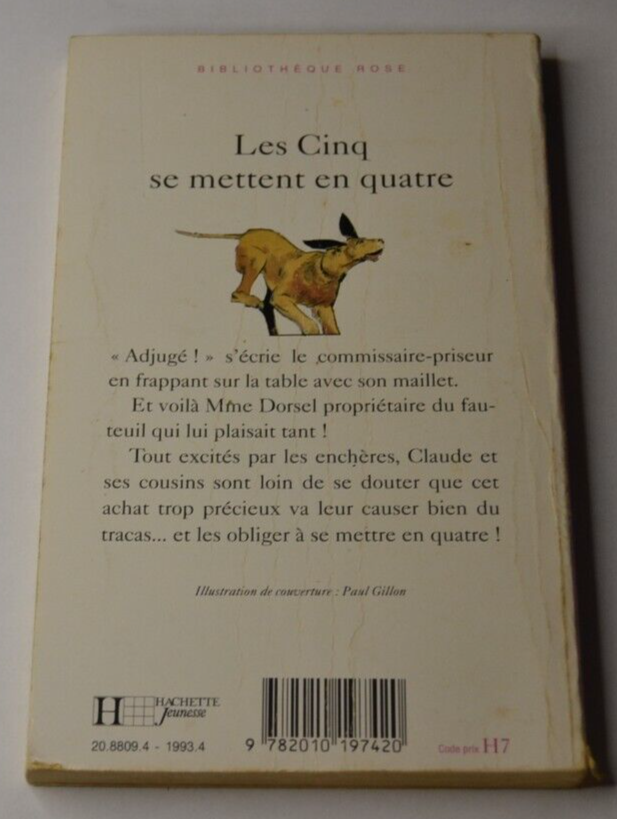 BIBLIOTHÈQUE ROSE
Les Cinq
se mettent en quatre
« Adjugé ! » s'écrie le commissaire-priseur
en frappant sur la table avec son maillet.
Et voilà Mme Dorsel propriétaire du fau-
teuil qui lui plaisait tant !
Tout excités par les enchères, Claude et
ses cousins sont loin de se douter que cet
achat trop précieux va leur causer bien du
tracas... et les obliger à se mettre en quatre !
Illustration de couverture : Paul Gillon
H HACHETTE
Jeunesse
20.8809.4 - 1993.4
9 782010 197420
Code prix H7